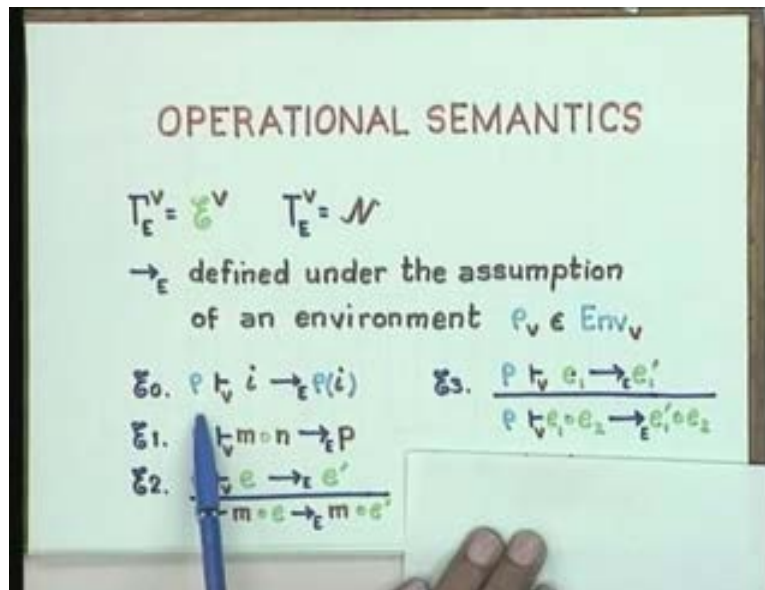 OPERATIONAL SEMANTICS
Γ_E^V = ℰ^V T_E^V = 𝒩
→_E defined under the assumption
of an environment ρ_V ∈ Env_V
ℰ0. ρ ⊢_V i →_E ρ(i)
ℰ1. ⊢_V m∘n →_E p
ℰ2. ⊢_V e →_E e'
m∘e →_E m∘e'
ℰ3. ρ ⊢_V e₁ →_E e₁'
ρ ⊢_V e₁∘e₂ →_E e₁'∘e₂